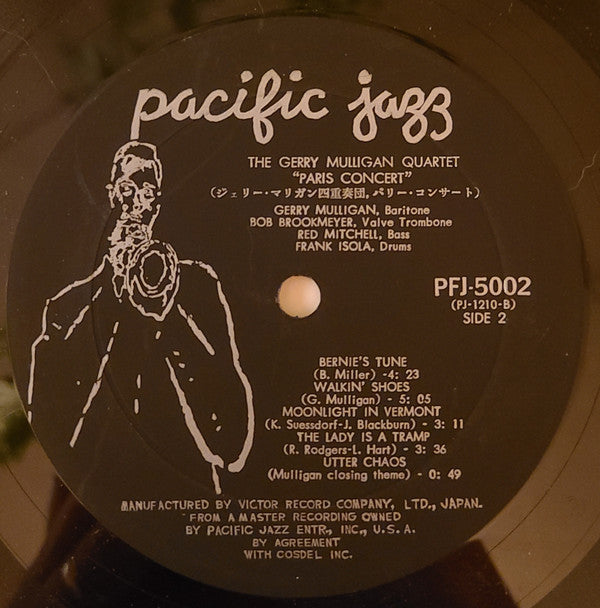 pacific jazz
THE GERRY MULLIGAN QUARTET
"PARIS CONCERT"
(ジェリー・マリガン四重奏団, パリー・コンサート)
GERRY MULLIGAN, Baritone
BOB BROOKMEYER, Valve Trombone
RED MITCHELL, Bass
FRANK ISOLA, Drums
PFJ-5002
(PJ-1210-B)
SIDE 2
BERNIE'S TUNE
(B. Miller) -4: 23
WALKIN' SHOES
(G. Mulligan) - 5: 05
MOONLIGHT IN VERMONT
(K. Suessdorf-J. Blackburn) - 3: 11
THE LADY IS A TRAMP
(R. Rodgers-L. Hart) - 3: 36
UTTER CHAOS
(Mulligan closing theme) - 0: 49
MANUFACTURED BY VICTOR RECORD COMPANY, LTD., JAPAN.
FROM A MASTER RECORDING OWNED
BY PACIFIC JAZZ ENTR., INC., U.S.A.
BY AGREEMENT
WITH COSDEL INC.